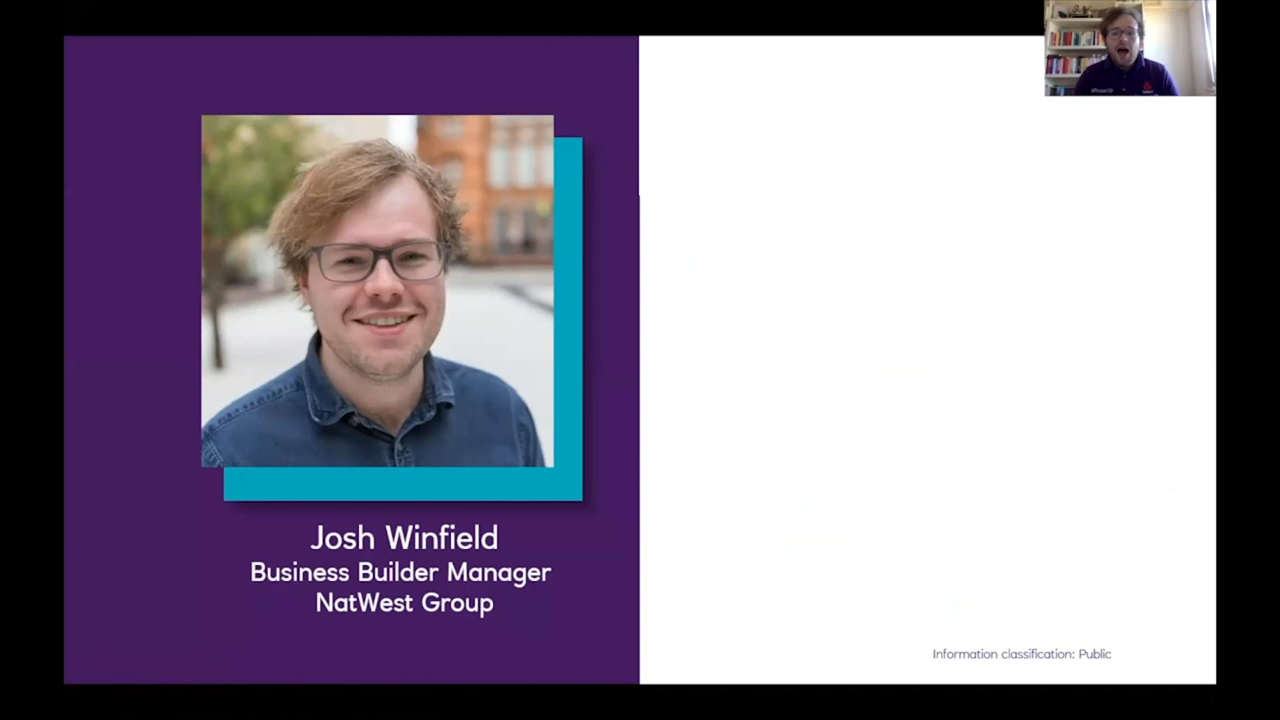 Josh Winfield
Business Builder Manager
NatWest Group
Information classification: Public